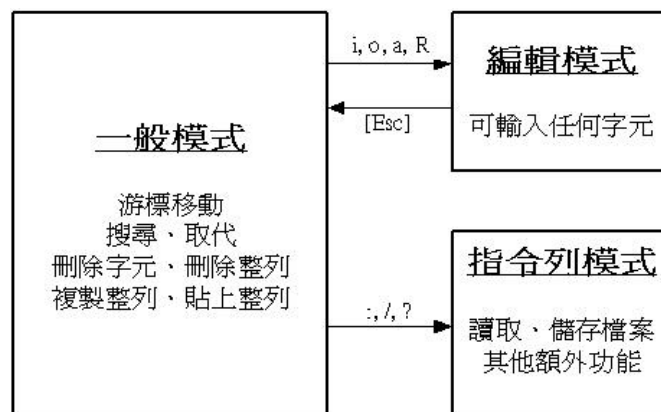 一般模式
游標移動
搜尋、取代
刪除字元、刪除整列
複製整列、貼上整列
i, o, a, R
[Esc]
編輯模式
可輸入任何字元
:, /, ?
指令列模式
讀取、儲存檔案
其他額外功能